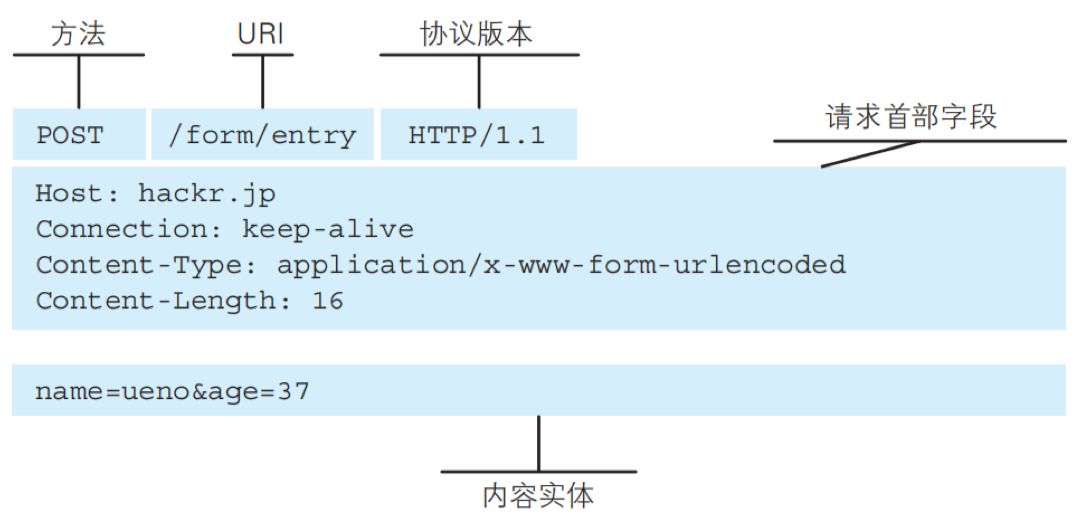 方法 URI 协议版本
请求首部字段
POST /form/entry HTTP/1.1
Host: hackr.jp
Connection: keep-alive
Content-Type: application/x-www-form-urlencoded
Content-Length: 16
name=ueno&age=37
内容实体